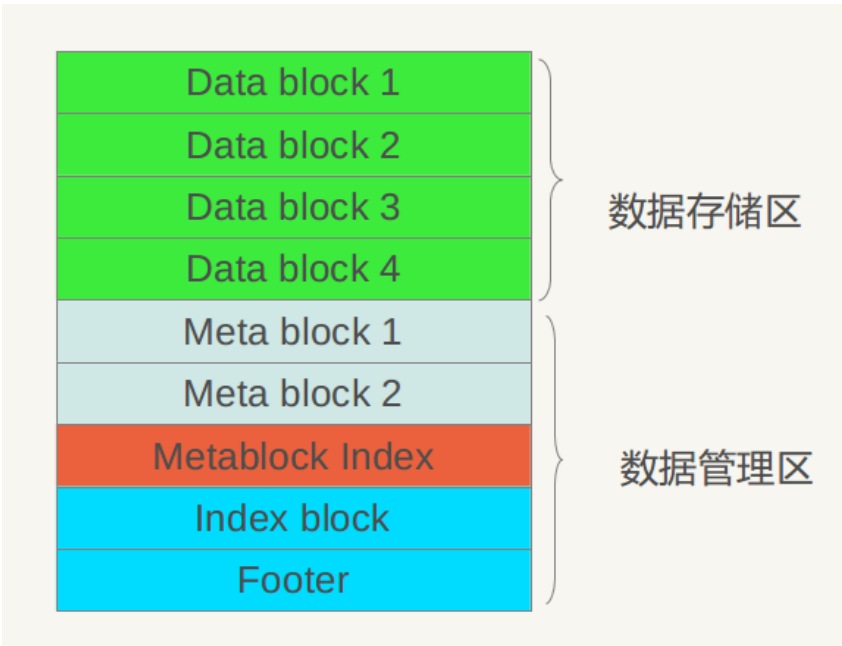 Data block 1
Data block 2
Data block 3
Data block 4
数据存储区
Meta block 1
Meta block 2
Metablock Index
Index block
Footer
数据管理区